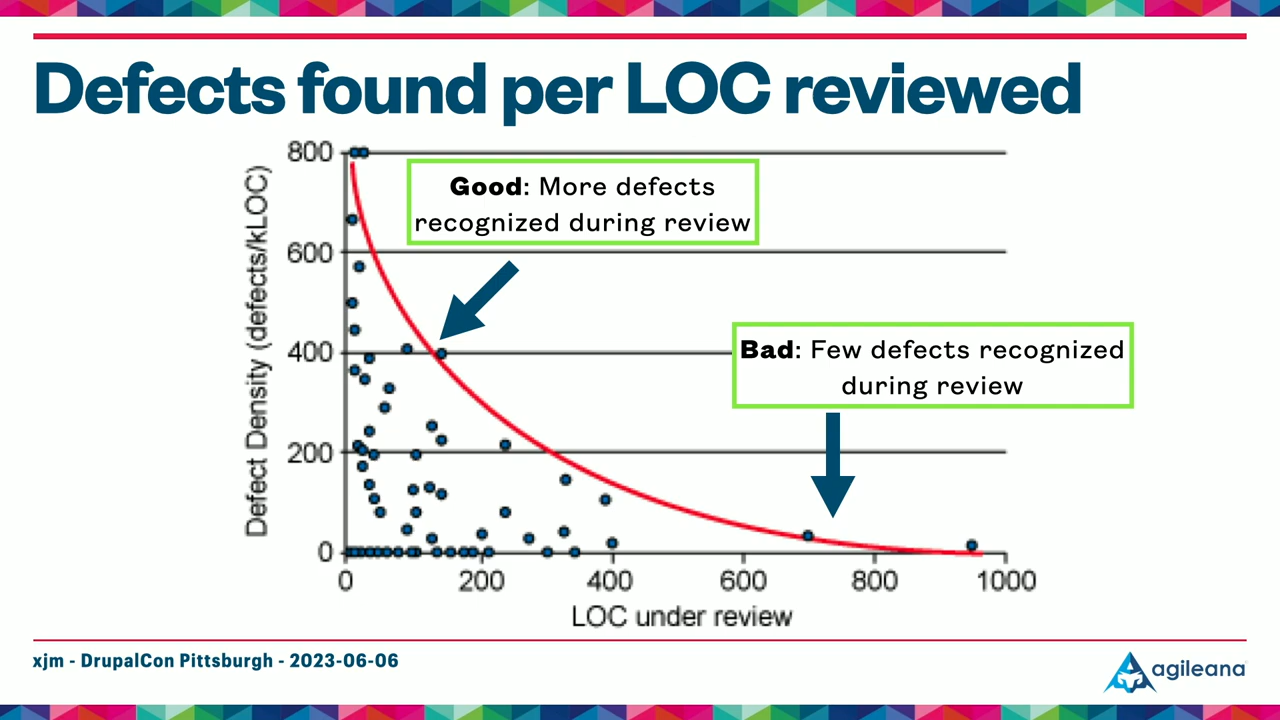 Defects found per LOC reviewed
800
600
400
200
0
Defect Density (defects/kLOC)
Good: More defects
recognized during review
Bad: Few defects recognized
during review
0 200 400 600 800 1000
LOC under review
xjm - DrupalCon Pittsburgh - 2023-06-06
agileana